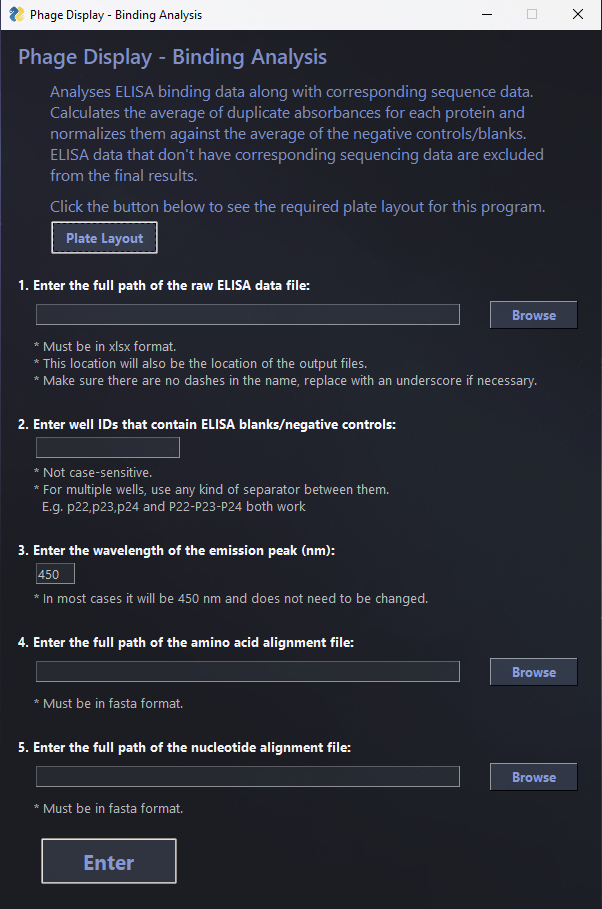 Phage Display - Binding Analysis
Phage Display - Binding Analysis
Analyses ELISA binding data along with corresponding sequence data.
Calculates the average of duplicate absorbances for each protein and
normalizes them against the average of the negative controls/blanks.
ELISA data that don't have corresponding sequencing data are excluded
from the final results.
Click the button below to see the required plate layout for this program.
Plate Layout
1. Enter the full path of the raw ELISA data file:
Browse
* Must be in xlsx format.
* This location will also be the location of the output files.
* Make sure there are no dashes in the name, replace with an underscore if necessary.
2. Enter well IDs that contain ELISA blanks/negative controls:
* Not case-sensitive.
* For multiple wells, use any kind of separator between them.
E.g. p22,p23,p24 and P22-P23-P24 both work
3. Enter the wavelength of the emission peak (nm):
450
* In most cases it will be 450 nm and does not need to be changed.
4. Enter the full path of the amino acid alignment file:
Browse
* Must be in fasta format.
5. Enter the full path of the nucleotide alignment file:
Browse
* Must be in fasta format.
Enter